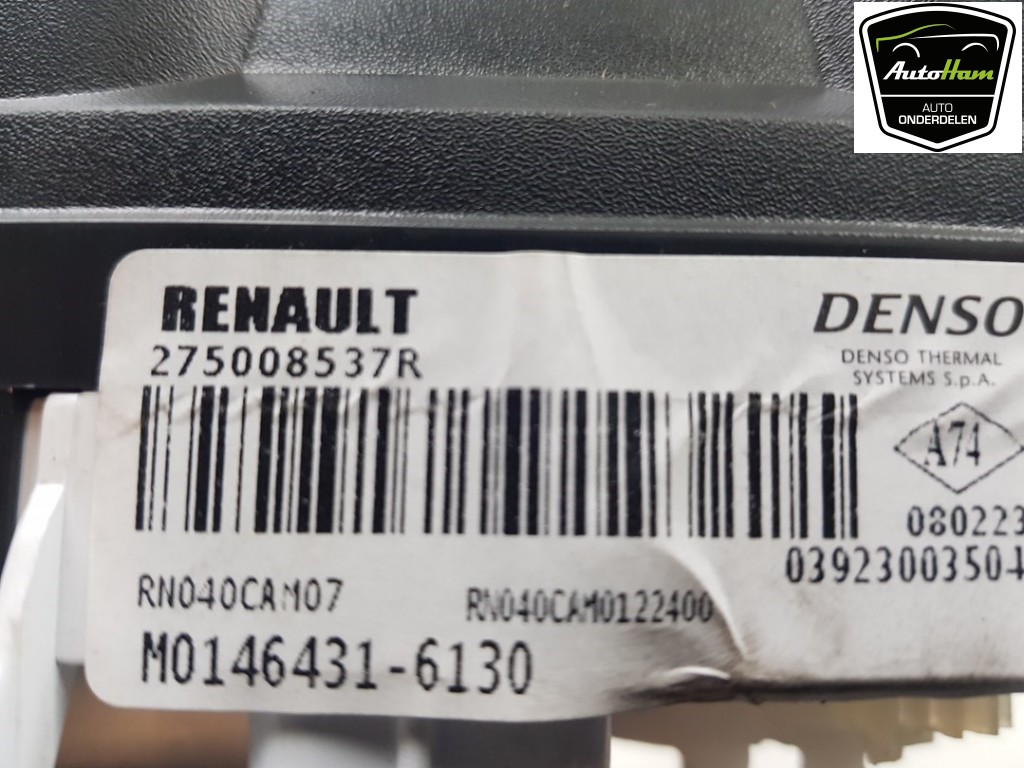 AutoHam
AUTO
ONDERDELEN
RENAULT
275008537R
DENSO
DENSO THERMAL
SYSTEMS S.p.A.
A74
080223
03923003504
RN040CAM07
RN040CAM0122400
M0146431-6130